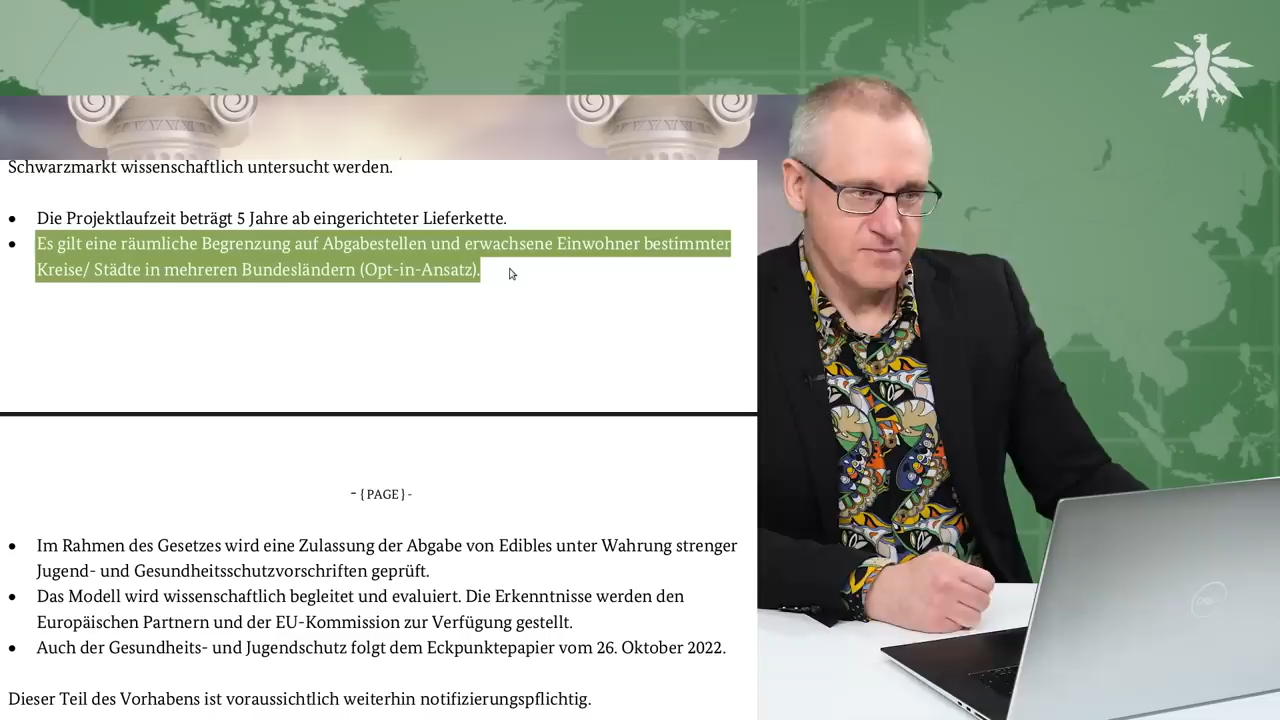 Schwarzmarkt wissenschaftlich untersucht werden.
• Die Projektlaufzeit beträgt 5 Jahre ab eingerichteter Lieferkette.
• Es gilt eine räumliche Begrenzung auf Abgabestellen und erwachsene Einwohner bestimmter
Kreise/ Städte in mehreren Bundesländern (Opt-in-Ansatz).
- { PAGE } -
• Im Rahmen des Gesetzes wird eine Zulassung der Abgabe von Edibles unter Wahrung strenger
Jugend- und Gesundheitsschutzvorschriften geprüft.
• Das Modell wird wissenschaftlich begleitet und evaluiert. Die Erkenntnisse werden den
Europäischen Partnern und der EU-Kommission zur Verfügung gestellt.
• Auch der Gesundheits- und Jugendschutz folgt dem Eckpunktepapier vom 26. Oktober 2022.
Dieser Teil des Vorhabens ist voraussichtlich weiterhin notifizierungspflichtig.